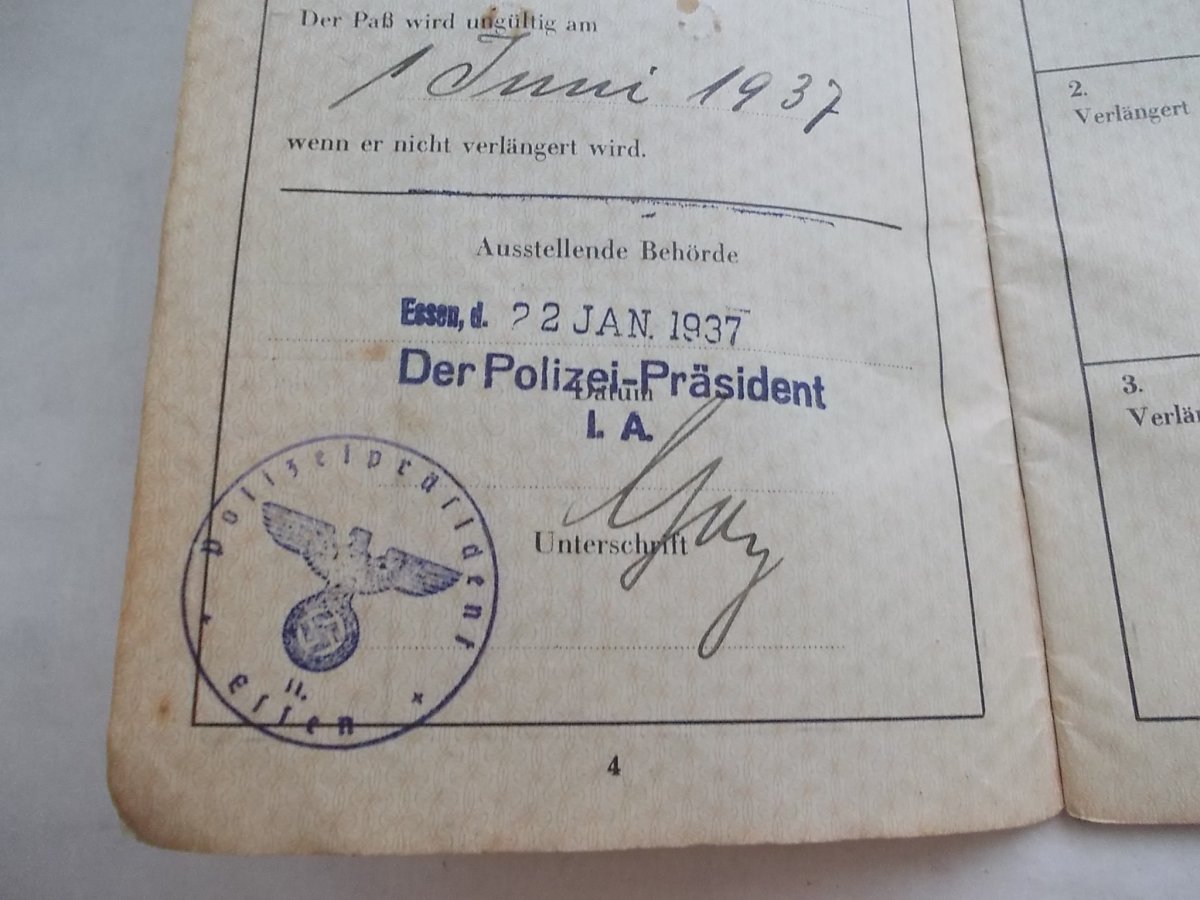 Der Paß wird ungültig am
1 Juni 1937
wenn er nicht verlängert wird.
Ausstellende Behörde
Essen, d. 22 JAN. 1937
Der Polizei-Präsident
Datum
I. A.
Unterschrift
Polizeipräsident
II.
Essen
4
2.
Verlängert
3.